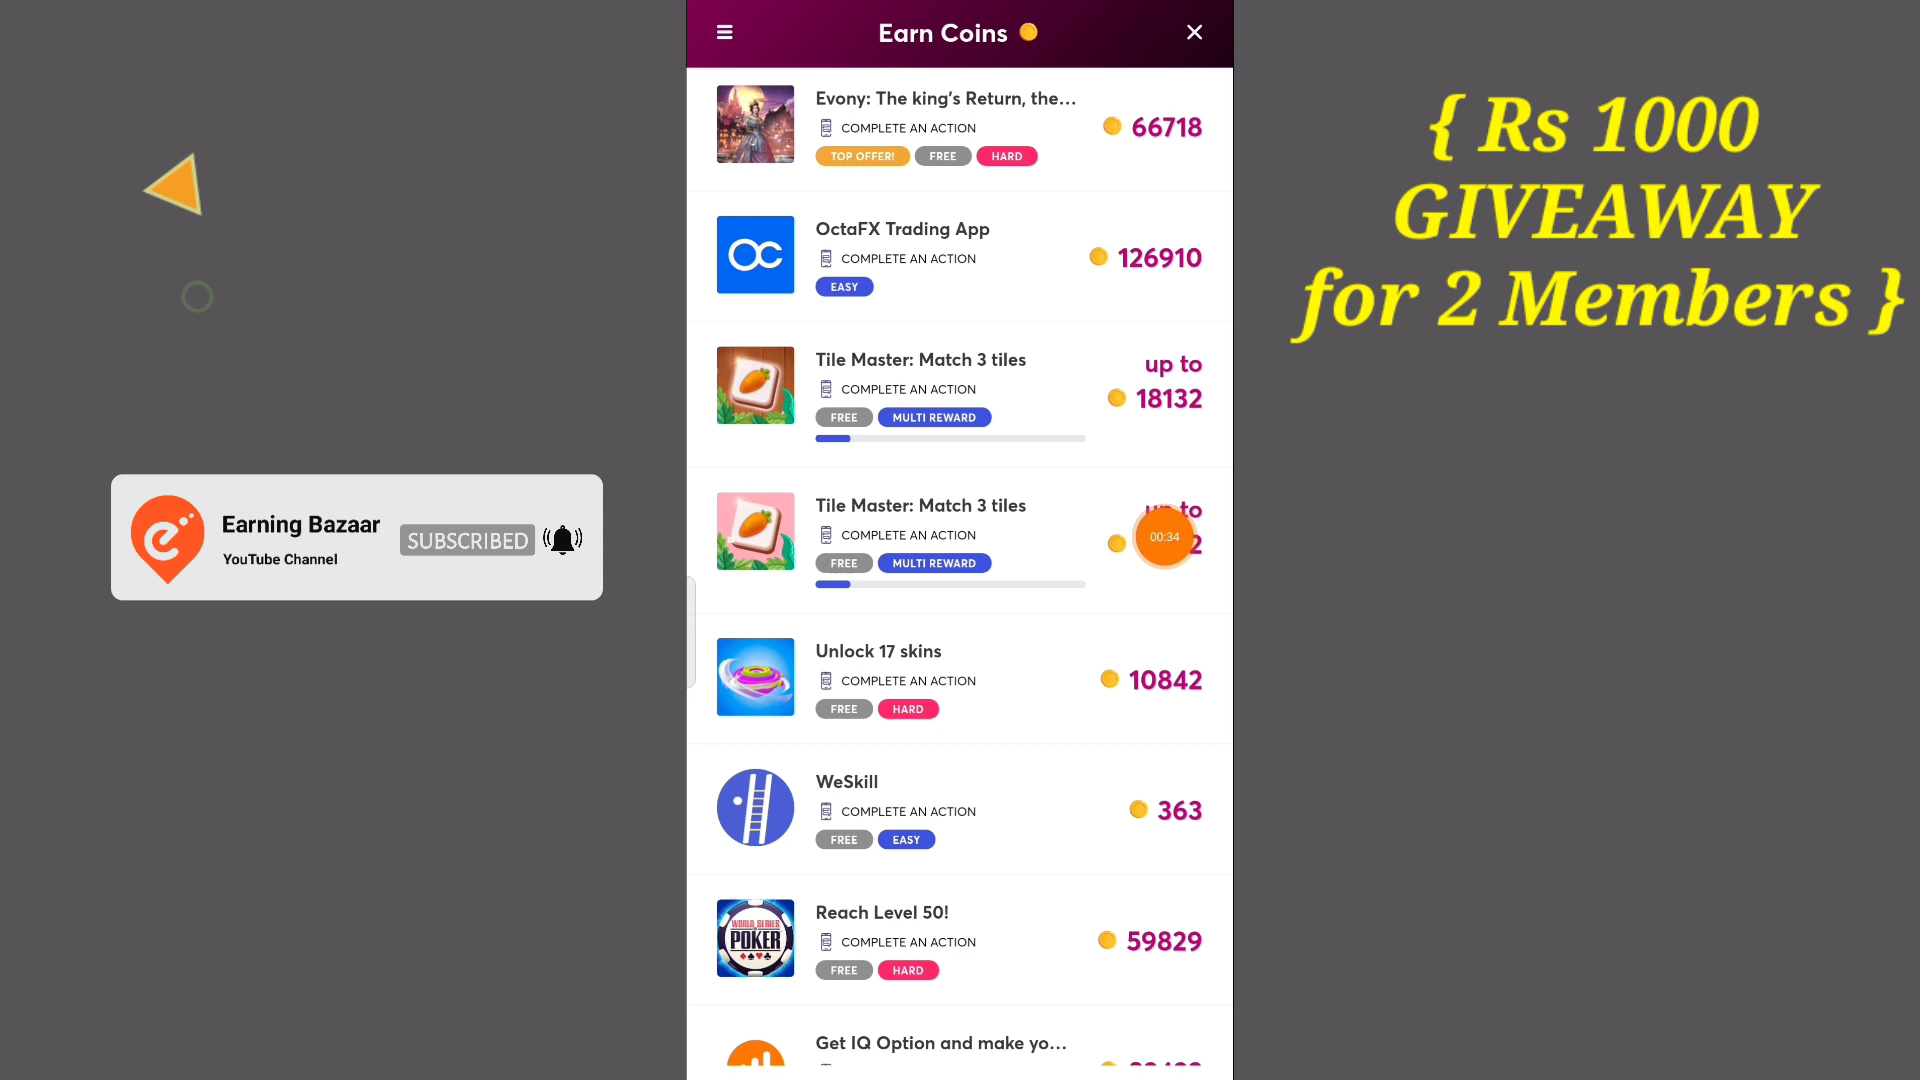 Earn Coins
Evony: The king's Return, the...
COMPLETE AN ACTION
66718
TOP OFFER! FREE HARD
OctaFX Trading App
COMPLETE AN ACTION
126910
EASY
Tile Master: Match 3 tiles
up to
COMPLETE AN ACTION
18132
FREE MULTI REWARD
Tile Master: Match 3 tiles
COMPLETE AN ACTION
00:34
FREE MULTI REWARD
Unlock 17 skins
COMPLETE AN ACTION
10842
FREE HARD
WeSkill
COMPLETE AN ACTION
363
FREE EASY
WORLD SERIES
POKER
Reach Level 50!
COMPLETE AN ACTION
59829
FREE HARD
Get IQ Option and make yo...
Earning Bazaar
YouTube Channel
SUBSCRIBED
{ Rs 1000
GIVEAWAY
for 2 Members }